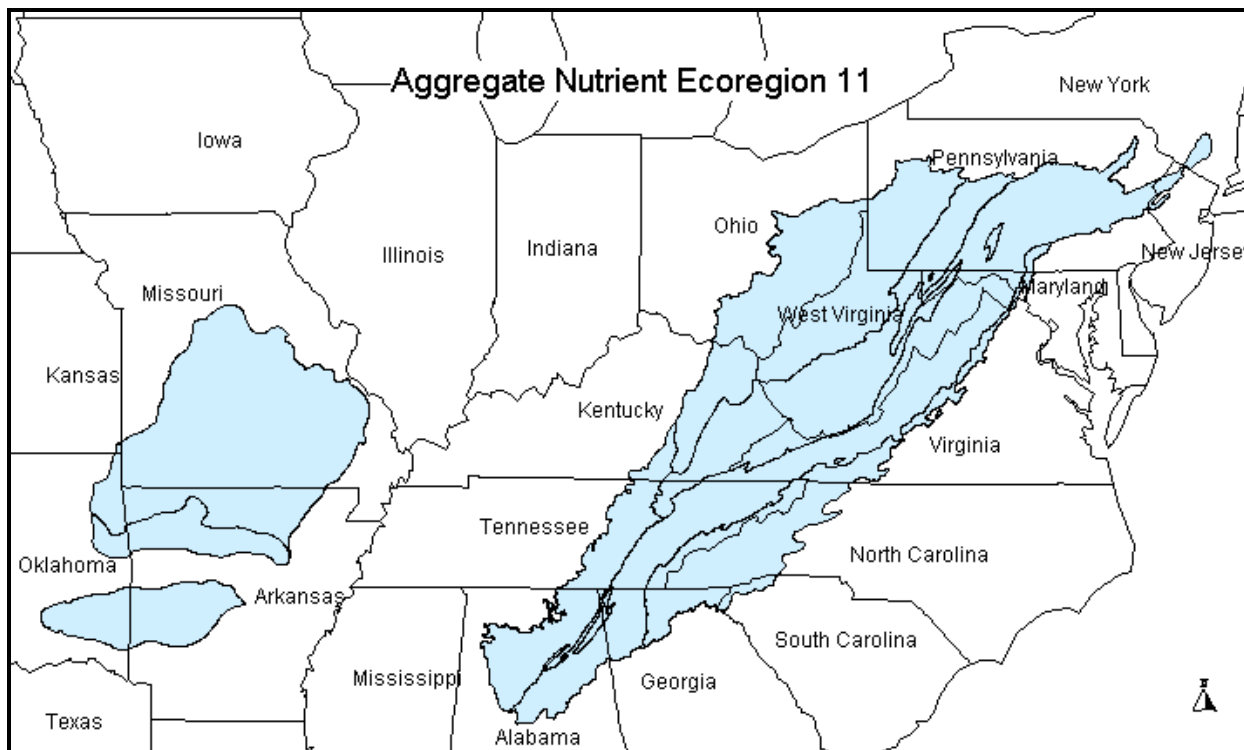 Aggregate Nutrient Ecoregion 11
New York
Iowa
Pennsylvania
Ohio
Illinois
Indiana
New Jersey
Missouri
Maryland
West Virginia
Kansas
Kentucky
Virginia
Tennessee
North Carolina
Oklahoma
Arkansas
South Carolina
Mississippi
Georgia
Texas
Alabama